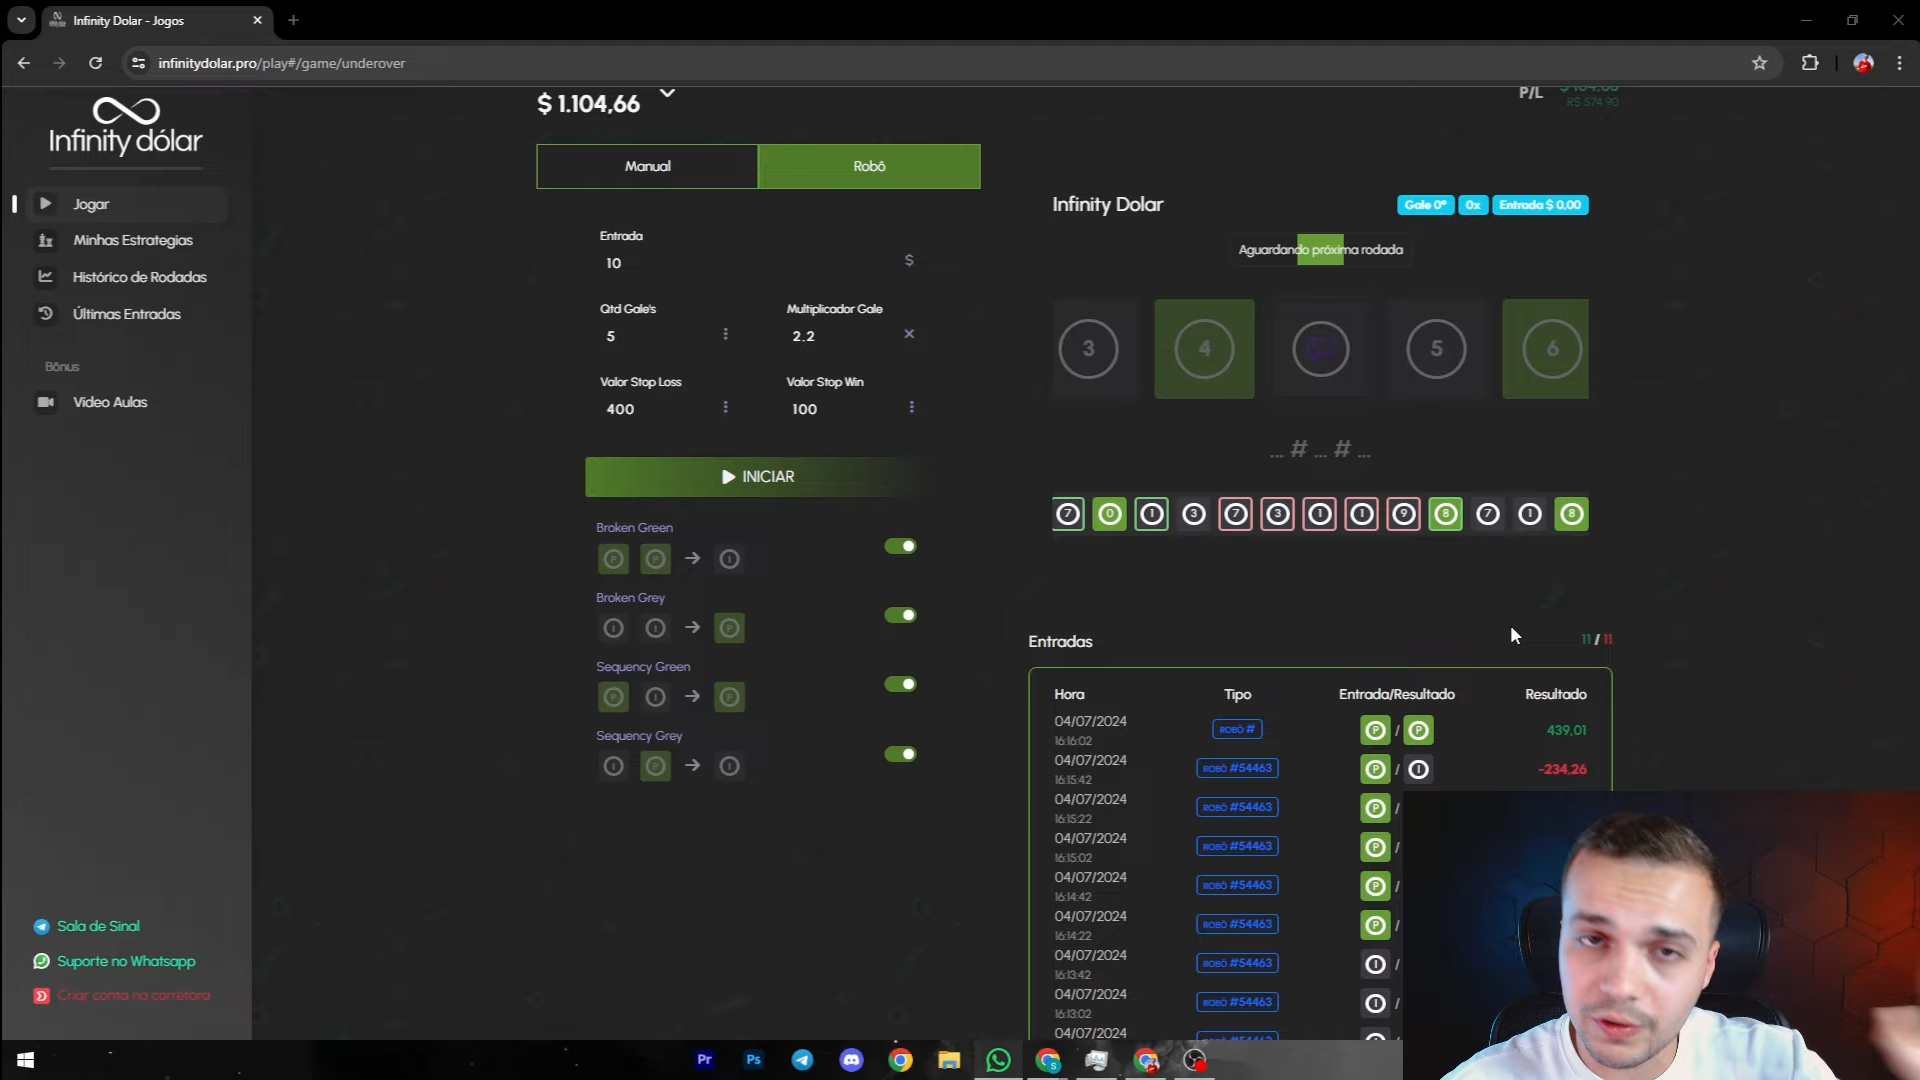 Infinity Dolar - Jogos
infinitydolar.pro/play#/game/underover
Infinity dólar
Jogar
Minhas Estrategias
Histórico de Rodadas
Últimas Entradas
Bônus
Video Aulas
Sala de Sinal
Suporte no Whatsapp
Criar conta na corretora
$ 1.104,66
Manual
Robô
Entrada
10
$
Qtd Gale's
Multiplicador Gale
5
2.2
Valor Stop Loss
Valor Stop Win
400
100
INICIAR
Broken Green
P P → I
Broken Grey
I I → P
Sequency Green
P I → P
Sequency Grey
I P → I
P/L
R$ 574.90
Infinity Dolar
Gale 0º
0x
Entrada $ 0.00
Aguardando próxima rodada
3 4 5 6
... # ... # ...
7 0 1 3 7 3 1 1 9 8 7 1 8
Entradas
11 / 11
Hora Tipo Entrada/Resultado Resultado
04/07/2024
16:16:02
ROBÔ #
P / P
439,01
04/07/2024
16:15:42
ROBÔ #54463
P / I
-234,26
04/07/2024
16:15:22
ROBÔ #54463
P /
04/07/2024
16:15:02
ROBÔ #54463
P /
04/07/2024
16:14:42
ROBÔ #54463
P /
04/07/2024
16:14:22
ROBÔ #54463
P /
04/07/2024
16:13:42
ROBÔ #54463
I /
04/07/2024
16:13:02
ROBÔ #54463
I /
04/07/2024
Pr
Ps